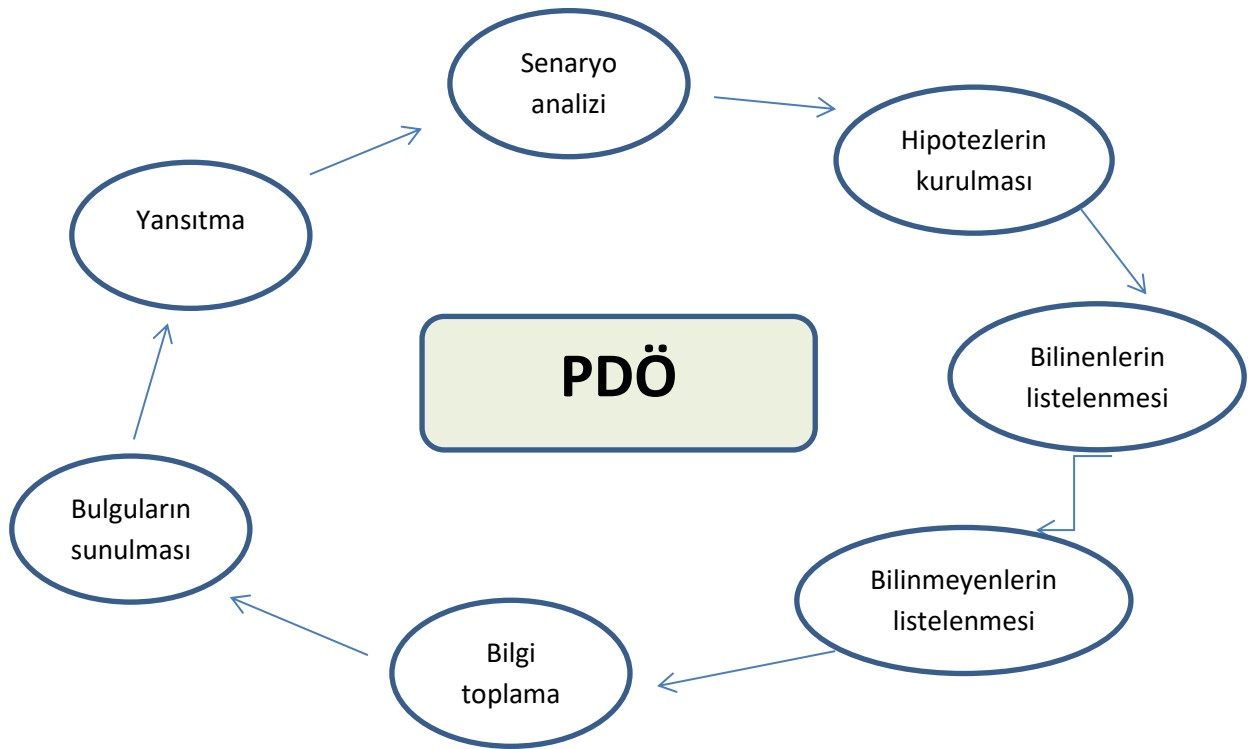 Senaryo
analizi
Hipotezlerin
kurulması
Bilinenlerin
listelenmesi
Bilinmeyenlerin
listelenmesi
Bilgi
toplama
Bulguların
sunulması
Yansıtma
PDÖ